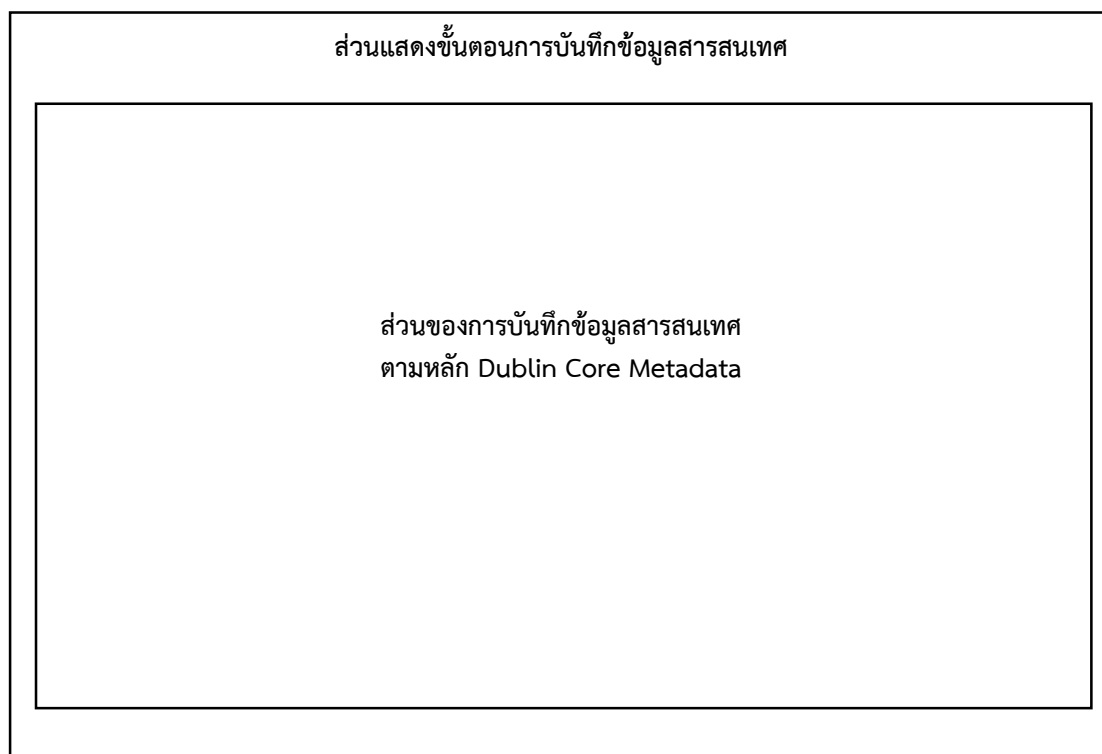 ส่วนแสดงขั้นตอนการบันทึกข้อมูลสารสนเทศ
ส่วนของการบันทึกข้อมูลสารสนเทศ
ตามหลัก Dublin Core Metadata